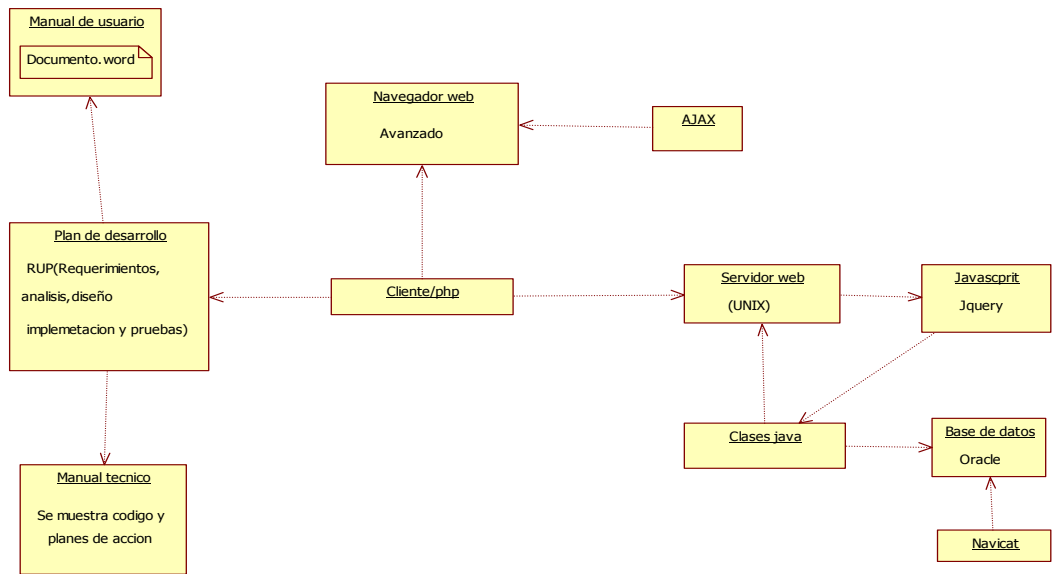 Manual de usuario
Documento.word
Navegador web
Avanzado
AJAX
Plan de desarrollo
RUP(Requerimientos,
analisis,diseño
implemetacion y pruebas)
Cliente/php
Servidor web
(UNIX)
Javascprit
Jquery
Clases java
Base de datos
Oracle
Manual tecnico
Se muestra codigo y
planes de accion
Navicat